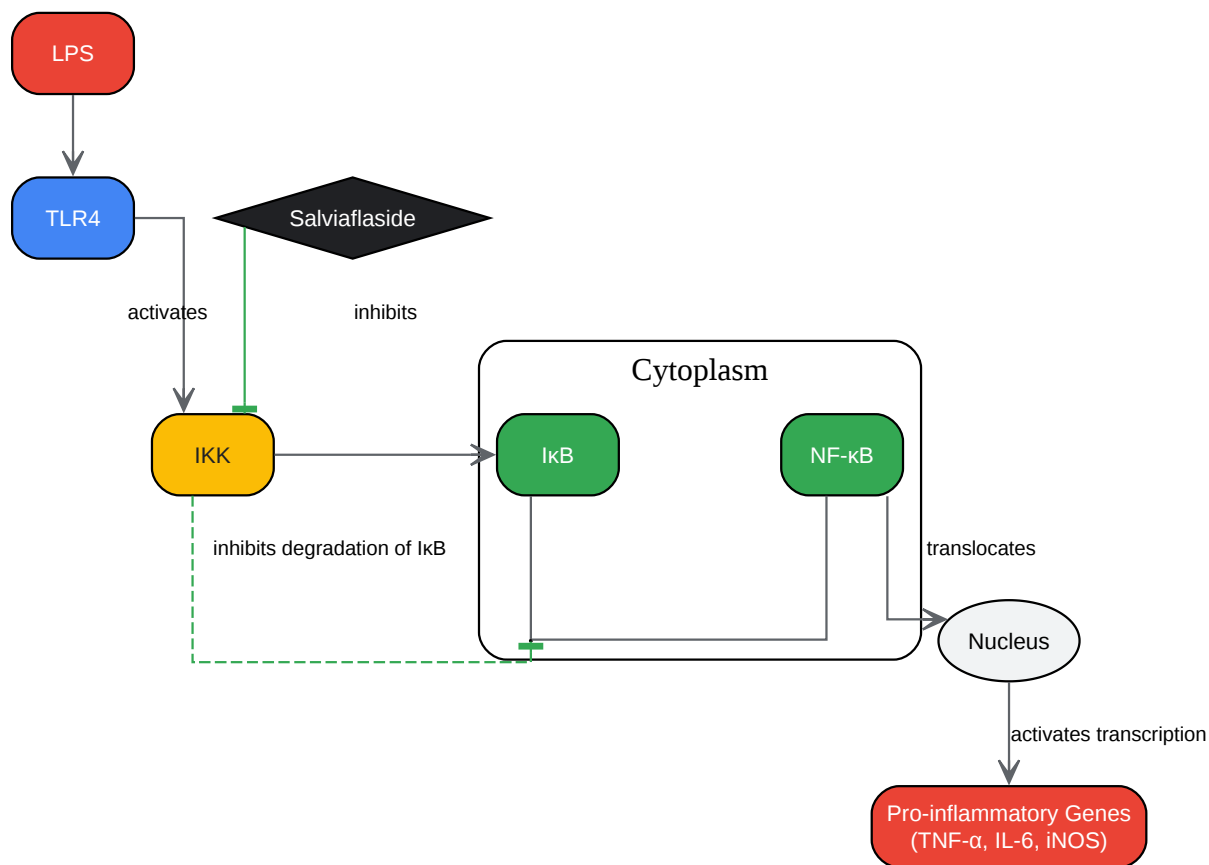 LPS
TLR4
Salviaflaside
activates
inhibits
Cytoplasm
IKK
IκB
NF-κB
inhibits degradation of IκB
translocates
Nucleus
activates transcription
Pro-inflammatory Genes
(TNF-α, IL-6, iNOS)